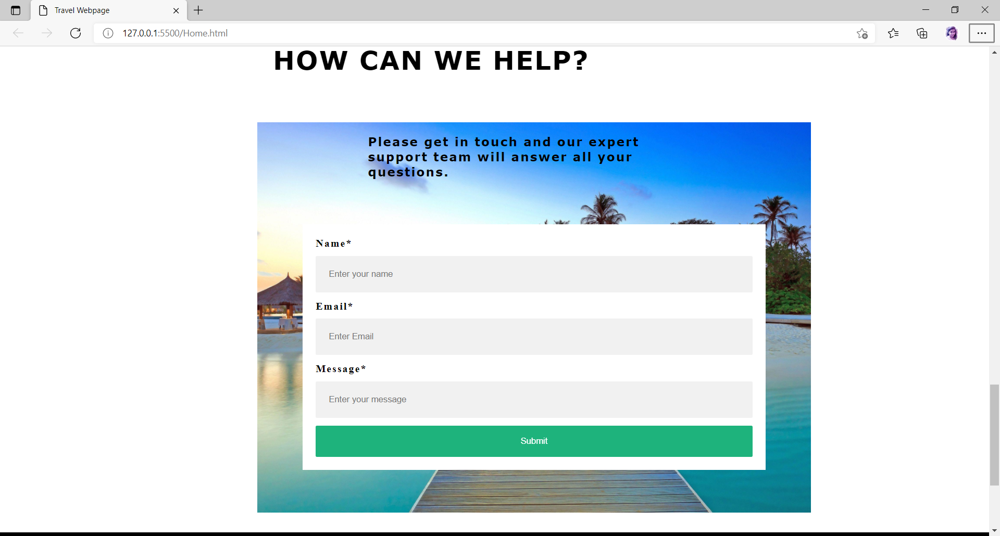 Travel Webpage
127.0.0.1:5500/Home.html
HOW CAN WE HELP?
Please get in touch and our expert
support team will answer all your
questions.
Name*
Enter your name
Email*
Enter Email
Message*
Enter your message
Submit